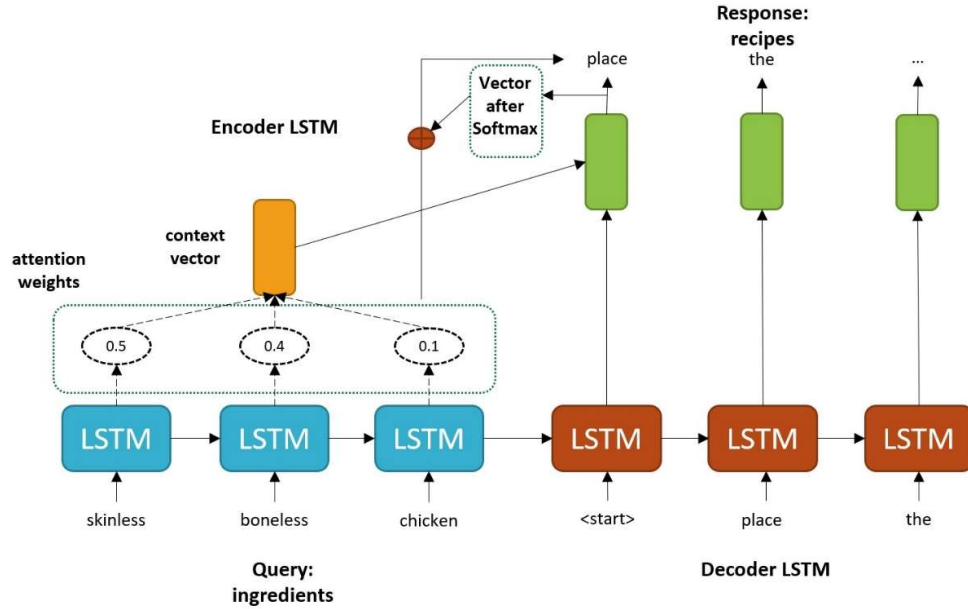 Response:
recipes
place
the
...
Vector
after
Softmax
Encoder LSTM
context
vector
attention
weights
0.5
0.4
0.1
LSTM
LSTM
LSTM
LSTM
LSTM
LSTM
skinless
boneless
chicken
<start>
place
the
Query:
ingredients
Decoder LSTM